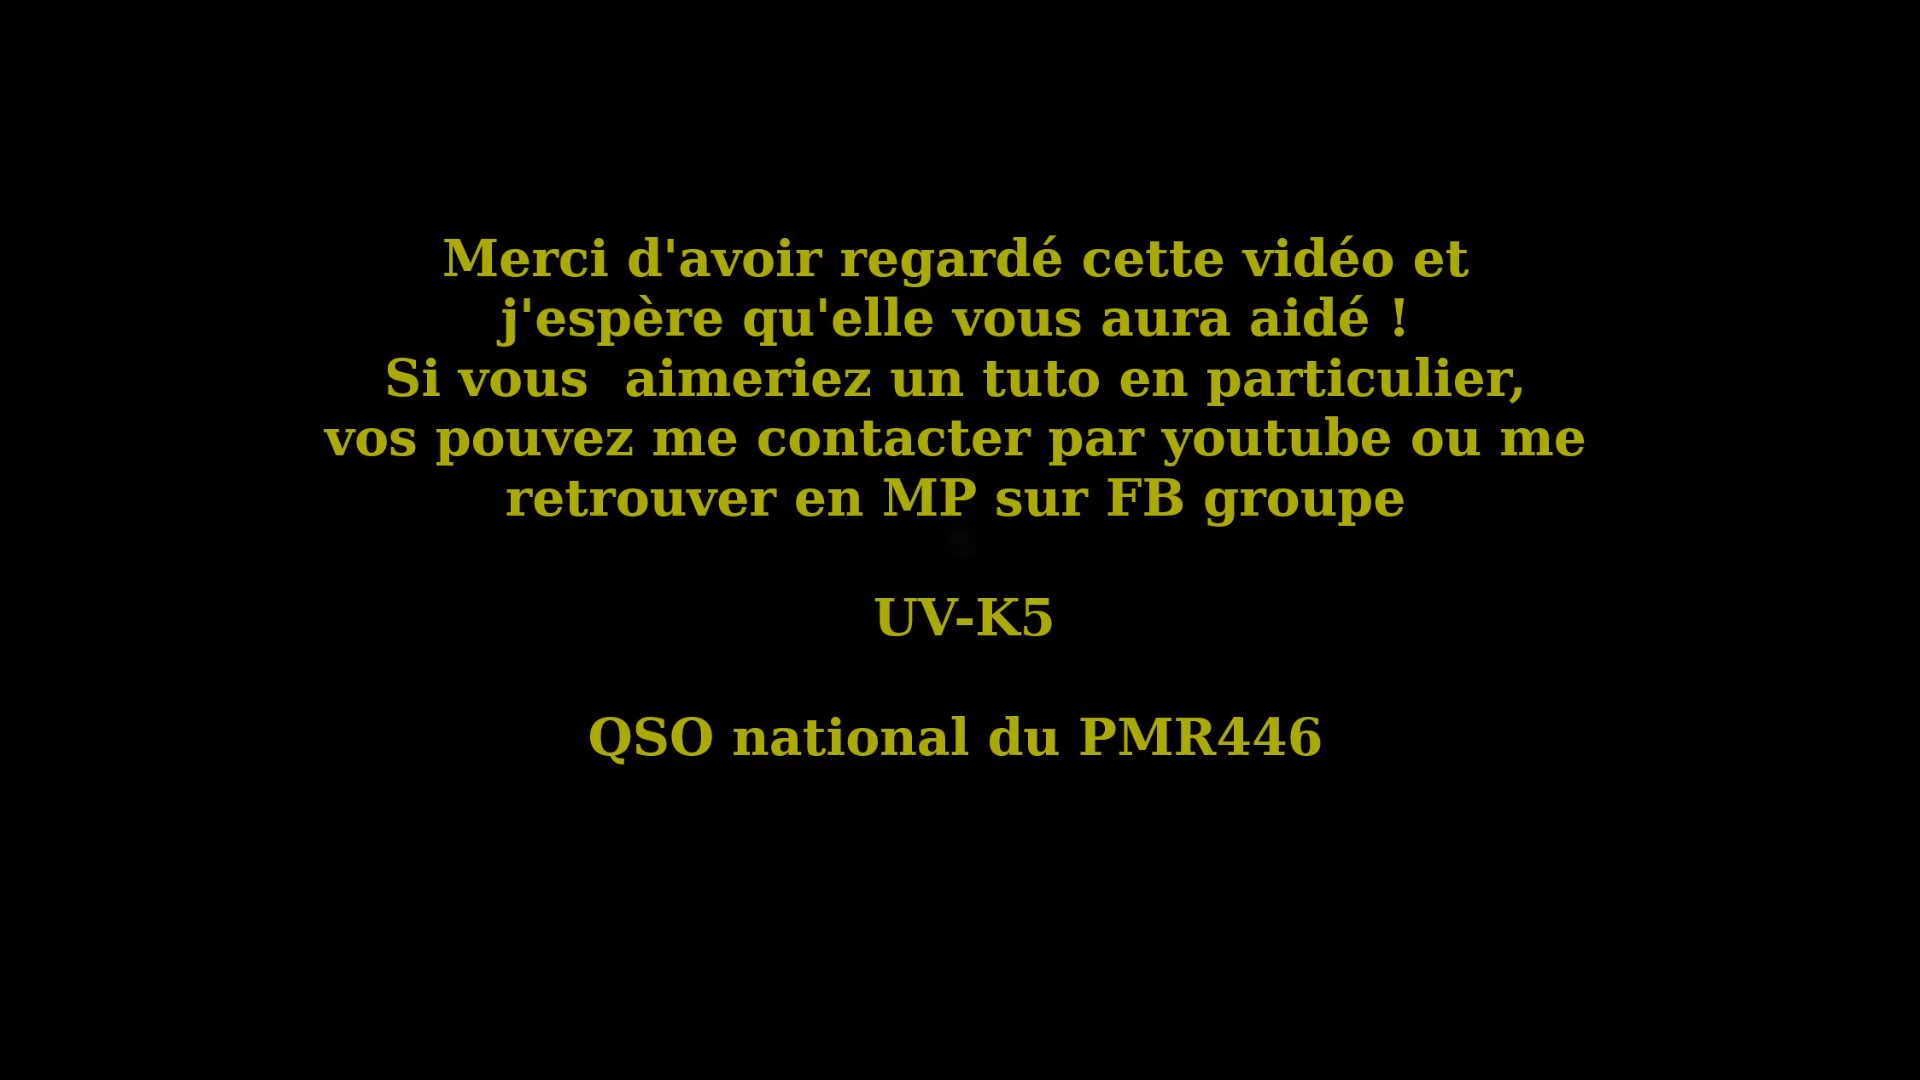 Merci d'avoir regardé cette vidéo et
j'espère qu'elle vous aura aidé !
Si vous  aimeriez un tuto en particulier,
vos pouvez me contacter par youtube ou me
retrouver en MP sur FB groupe
UV-K5
QSO national du PMR446